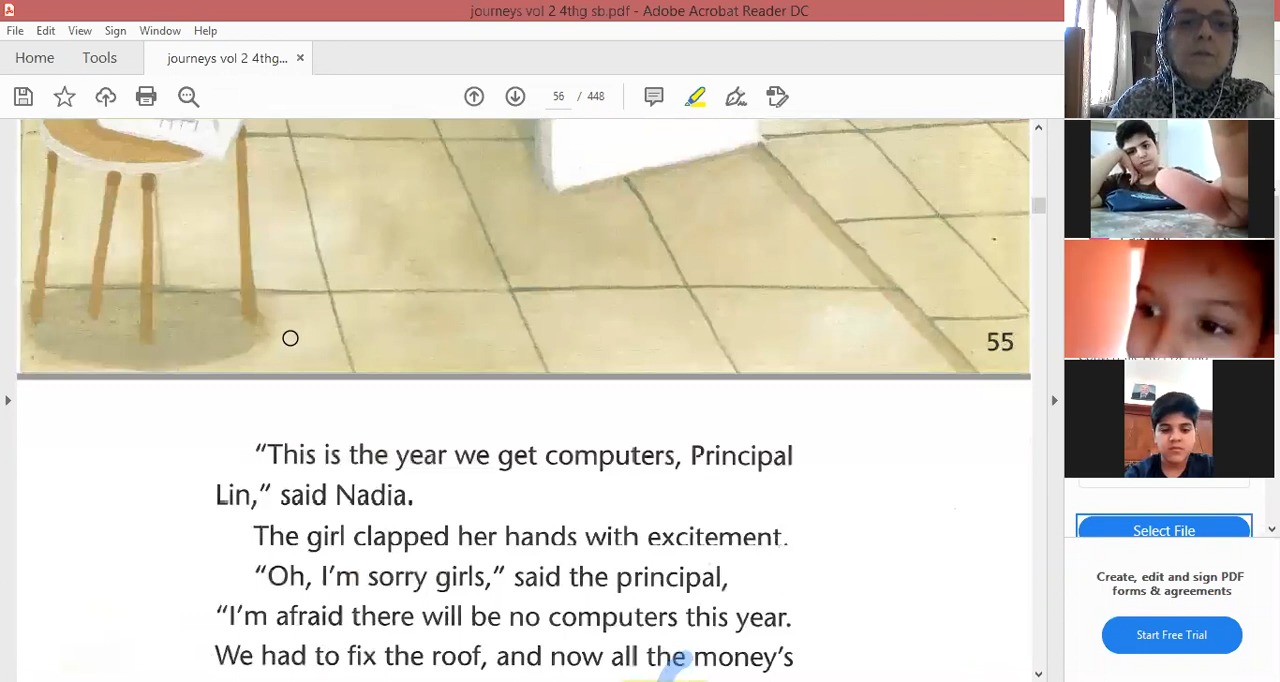 journeys vol 2 4thg sb.pdf - Adobe Acrobat Reader DC
File Edit View Sign Window Help
Home Tools journeys vol 2 4thg... ×
56 / 448
55
“This is the year we get computers, Principal
Lin,” said Nadia.
The girl clapped her hands with excitement.
“Oh, I’m sorry girls,” said the principal,
“I’m afraid there will be no computers this year.
We had to fix the roof, and now all the money’s
Select File
Create, edit and sign PDF
forms & agreements
Start Free Trial